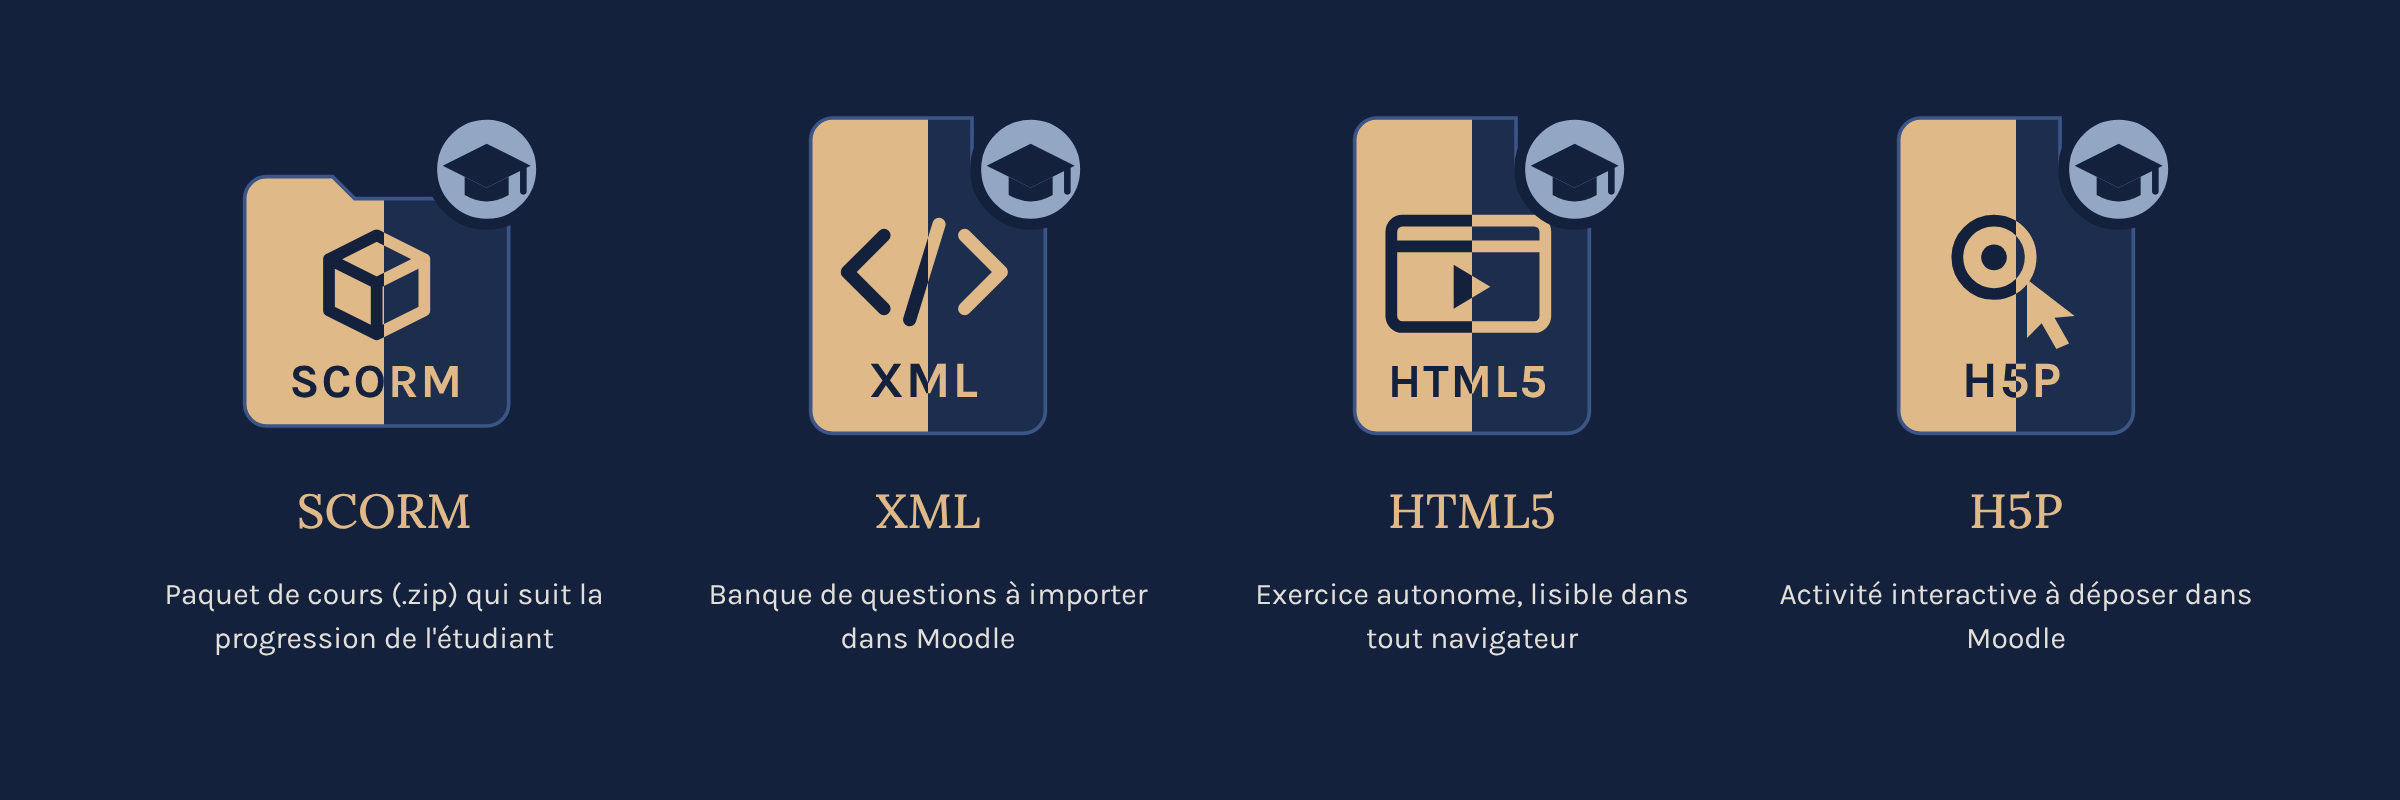 SCORM
XML
HTML5
H5P
SCORM
XML
HTML5
H5P
Paquet de cours (.zip) qui suit la
progression de l'étudiant
Banque de questions à importer
dans Moodle
Exercice autonome, lisible dans
tout navigateur
Activité interactive à déposer dans
Moodle